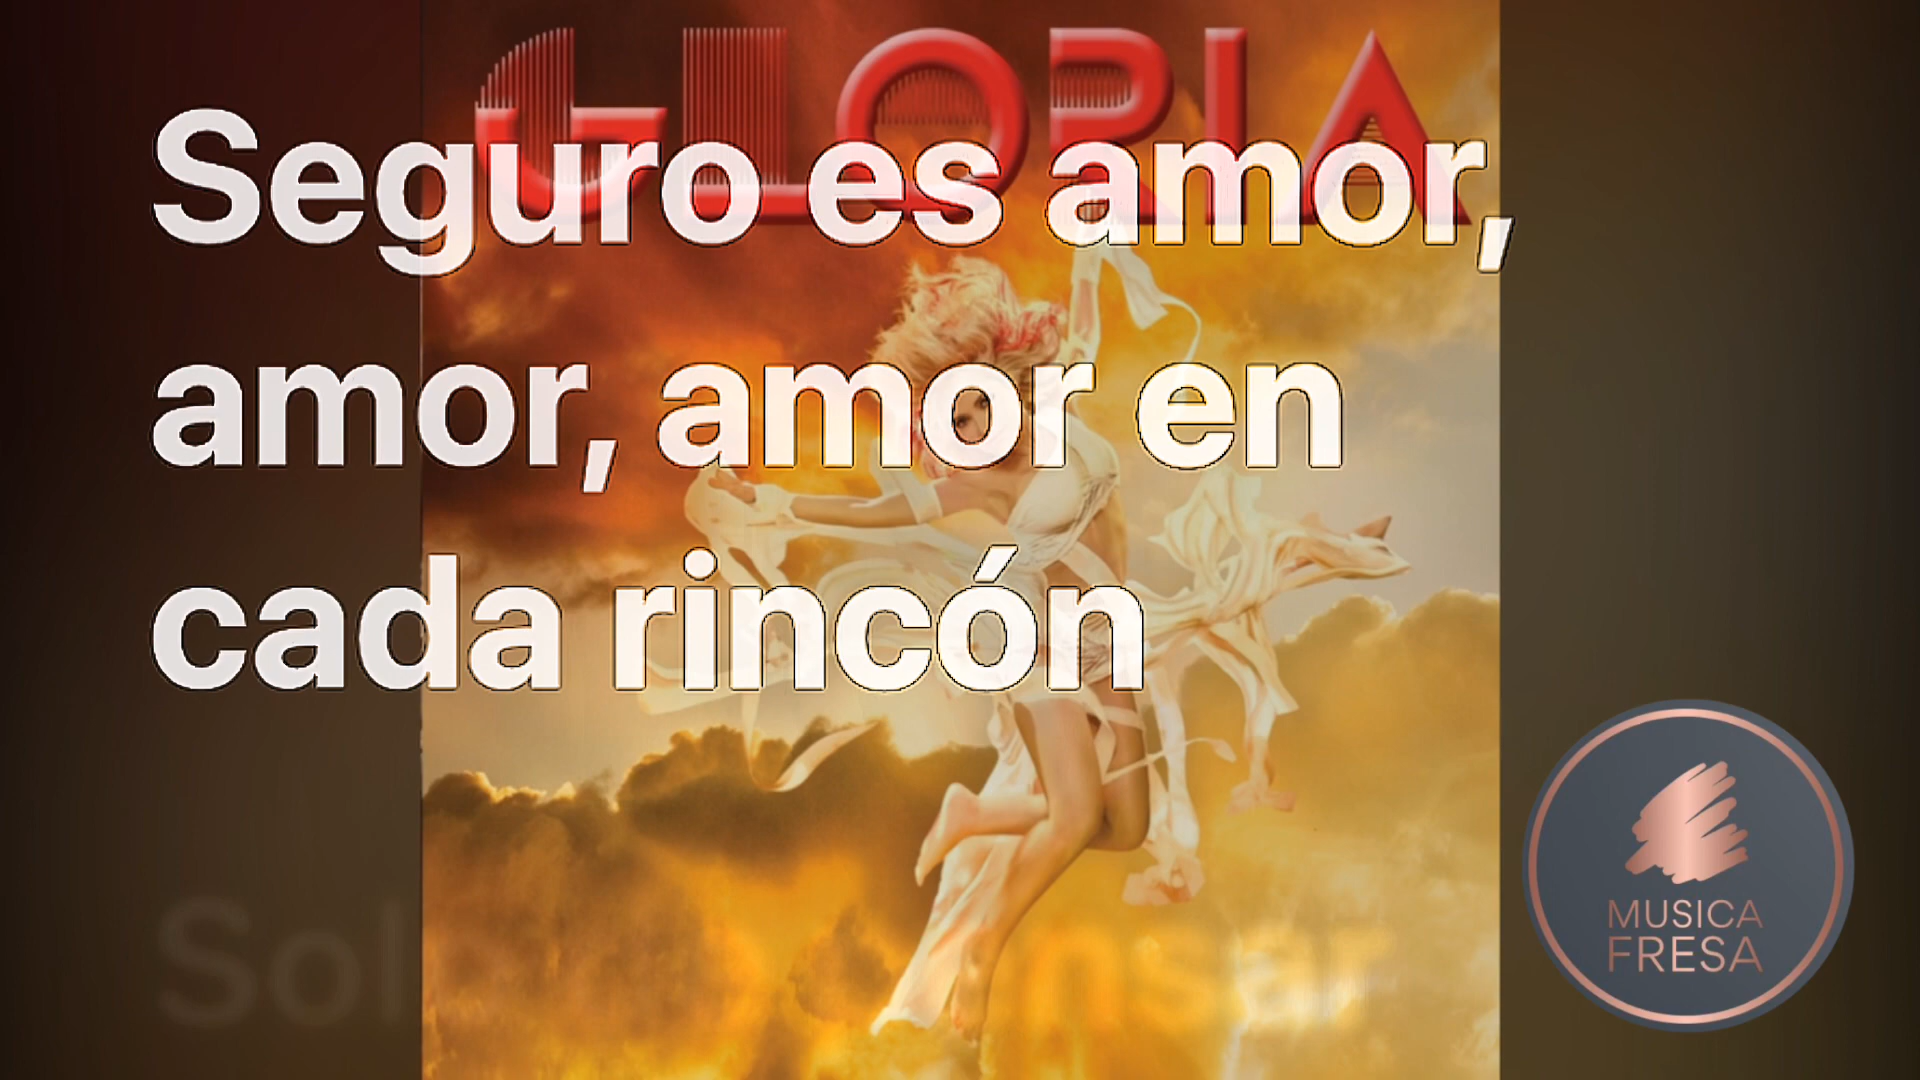 GLORIA
Seguro es amor,
amor, amor en
cada rincón
MUSICA
FRESA